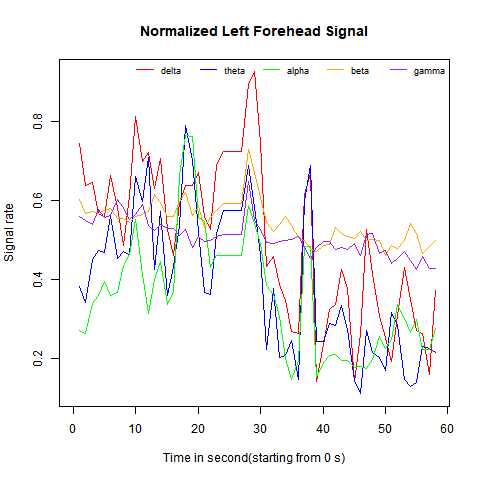 Normalized Left Forehead Signal
delta theta alpha beta gamma
Signal rate
0.8
0.6
0.4
0.2
0 10 20 30 40 50 60
Time in second(starting from 0 s)